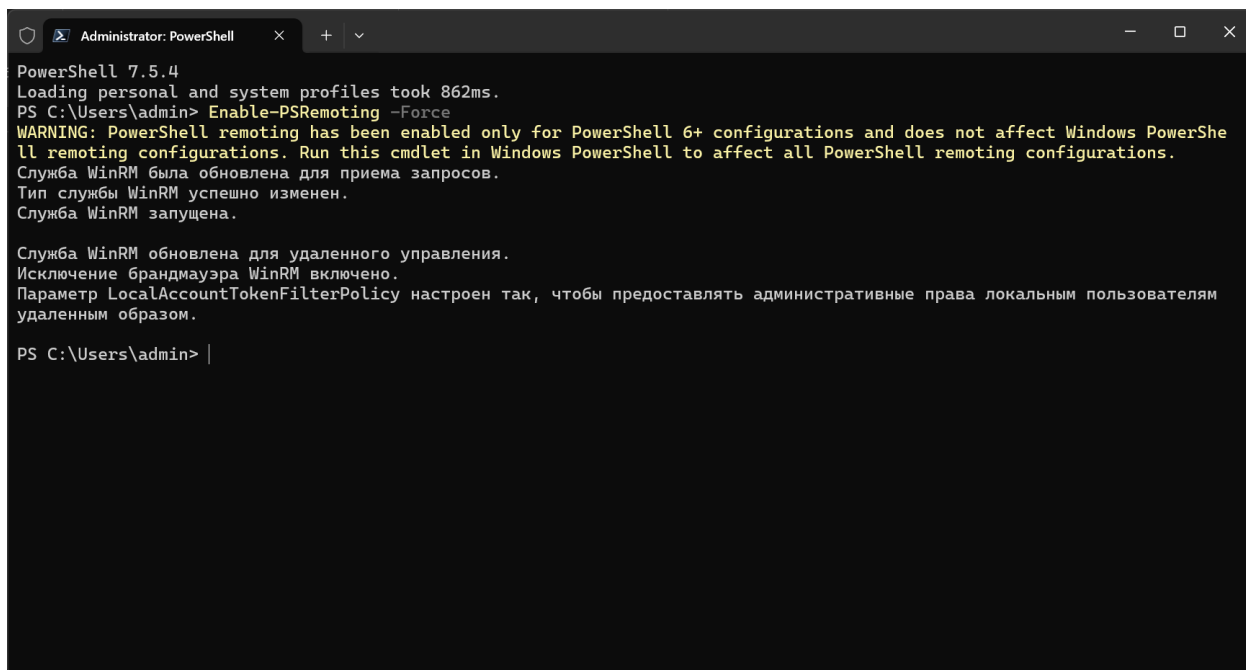 Administrator: PowerShell
PowerShell 7.5.4
Loading personal and system profiles took 862ms.
PS C:\Users\admin> Enable-PSRemoting -Force
WARNING: PowerShell remoting has been enabled only for PowerShell 6+ configurations and does not affect Windows PowerShe
ll remoting configurations. Run this cmdlet in Windows PowerShell to affect all PowerShell remoting configurations.
Служба WinRM была обновлена для приема запросов.
Тип службы WinRM успешно изменен.
Служба WinRM запущена.
Служба WinRM обновлена для удаленного управления.
Исключение брандмауэра WinRM включено.
Параметр LocalAccountTokenFilterPolicy настроен так, чтобы предоставлять административные права локальным пользователям
удаленным образом.
PS C:\Users\admin>